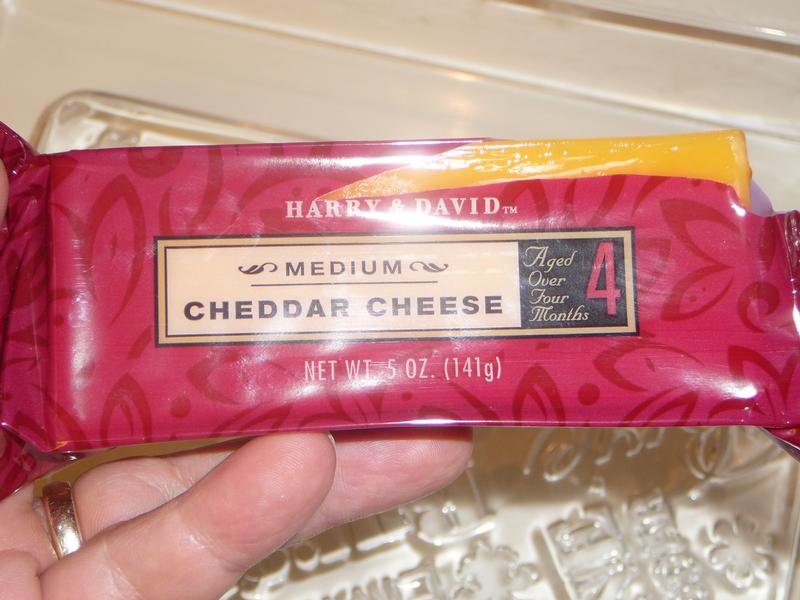 HARRY & DAVID™
MEDIUM
CHEDDAR CHEESE
Aged
Over
Four
Months
4
NET WT. 5 OZ. (141g)